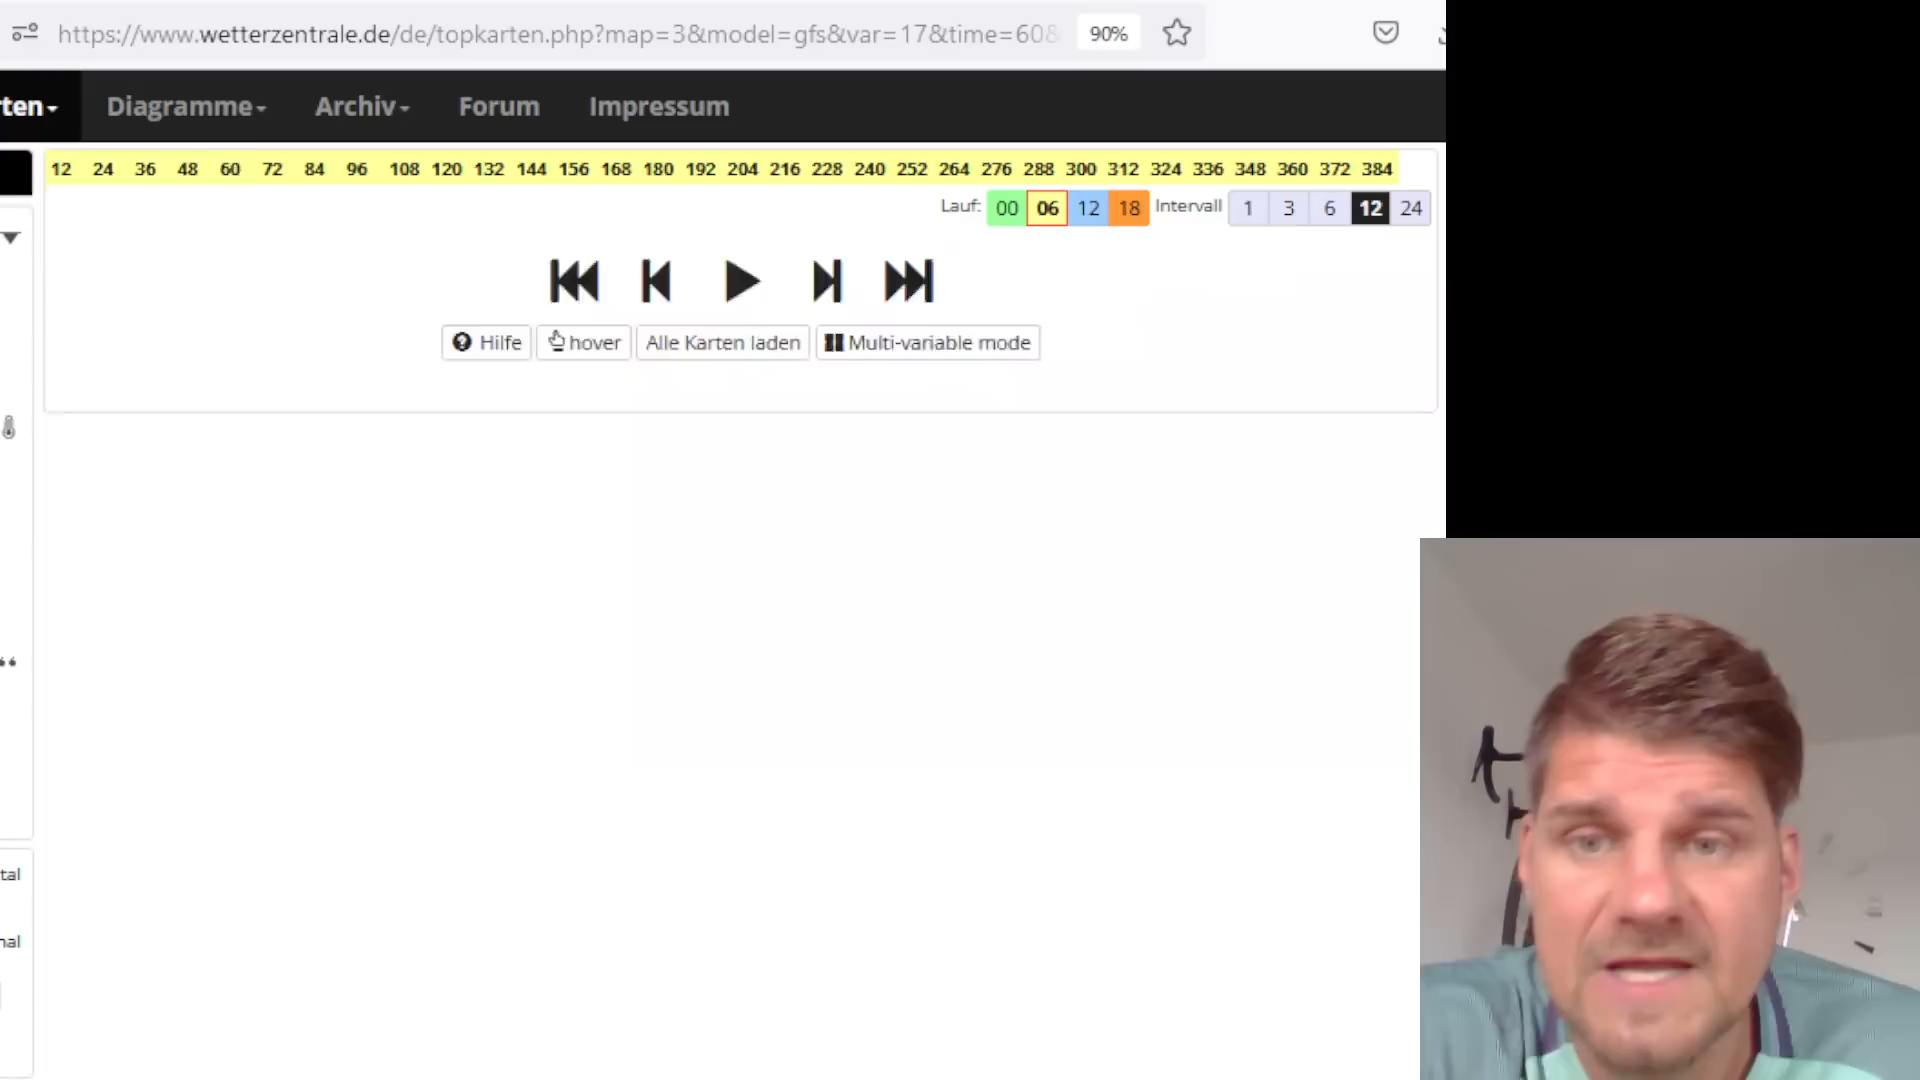 https://www.wetterzentrale.de/de/topkarten.php?map=3&model=gfs&var=17&time=60&
90%
Diagramme Archiv Forum Impressum
12 24 36 48 60 72 84 96 108 120 132 144 156 168 180 192 204 216 228 240 252 264 276 288 300 312 324 336 348 360 372 384
Lauf: 00 06 12 18 Intervall 1 3 6 12 24
Hilfe hover Alle Karten laden Multi-variable mode